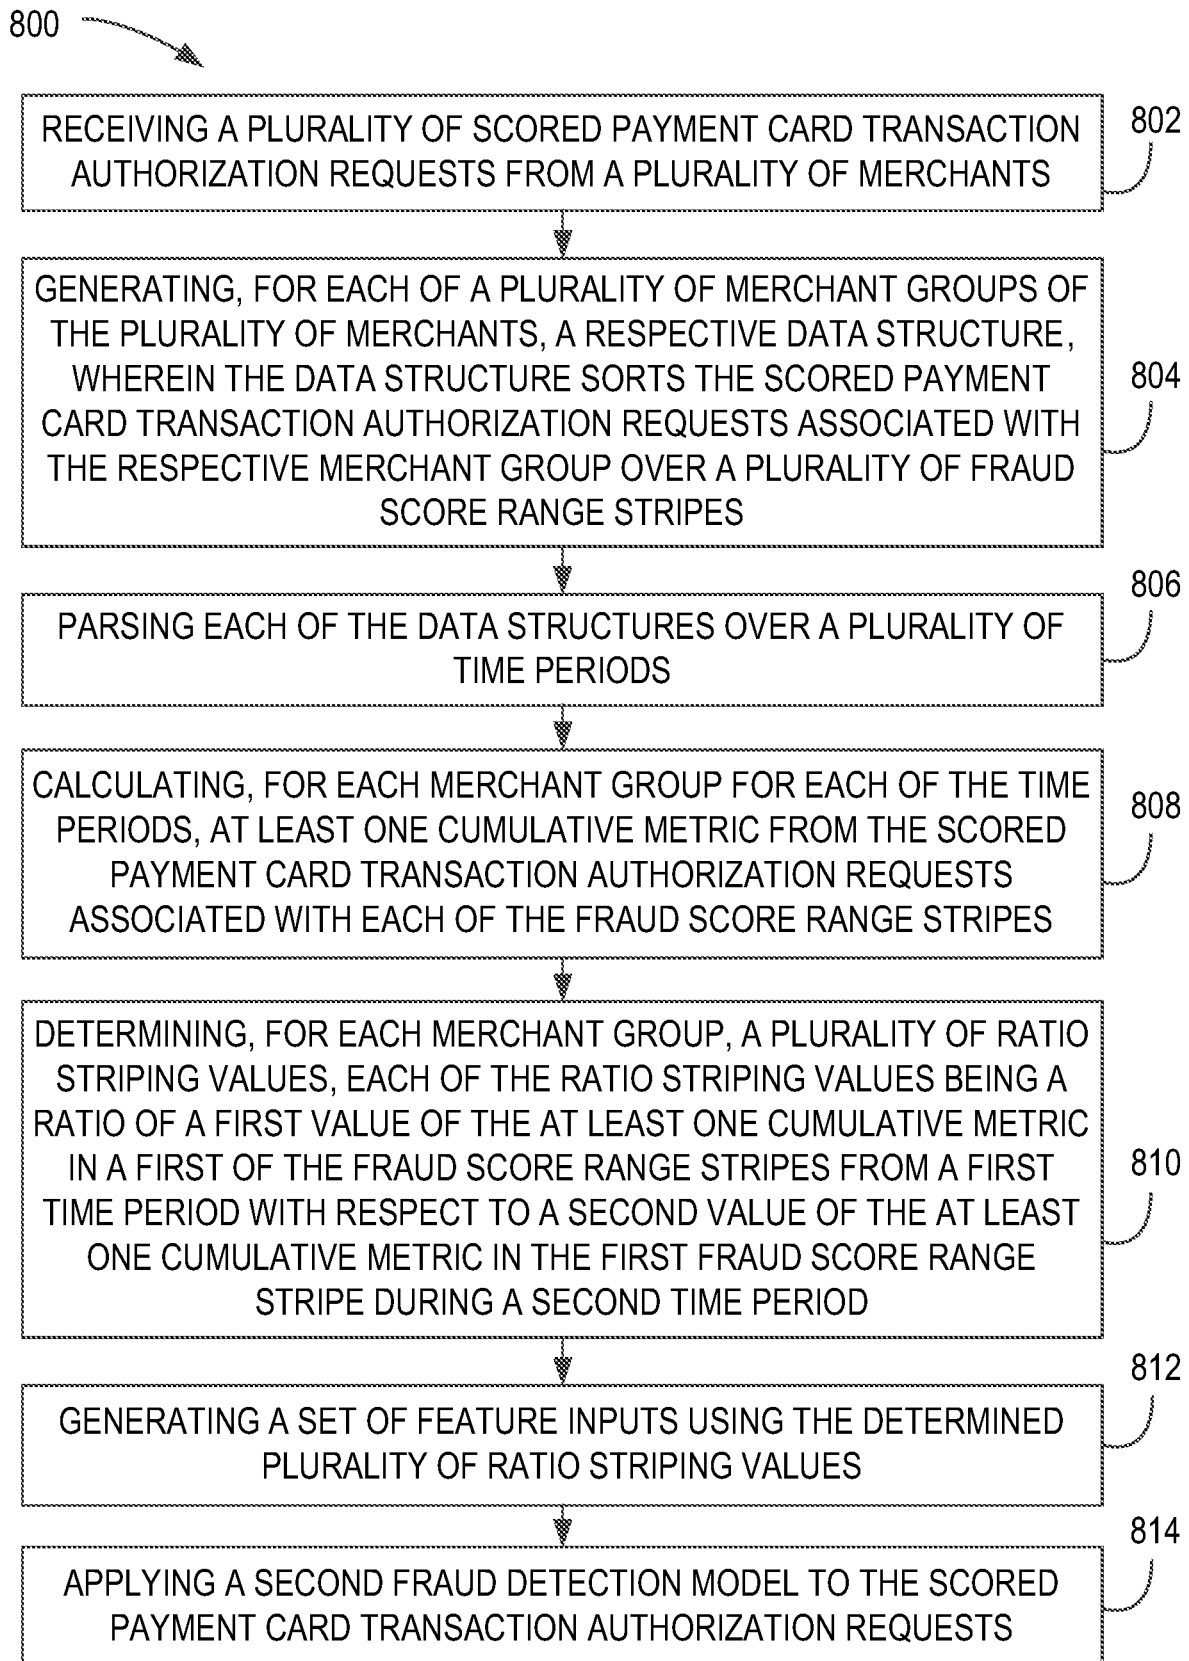 800
RECEIVING A PLURALITY OF SCORED PAYMENT CARD TRANSACTION
AUTHORIZATION REQUESTS FROM A PLURALITY OF MERCHANTS
802
GENERATING, FOR EACH OF A PLURALITY OF MERCHANT GROUPS OF
THE PLURALITY OF MERCHANTS, A RESPECTIVE DATA STRUCTURE,
WHEREIN THE DATA STRUCTURE SORTS THE SCORED PAYMENT
CARD TRANSACTION AUTHORIZATION REQUESTS ASSOCIATED WITH
THE RESPECTIVE MERCHANT GROUP OVER A PLURALITY OF FRAUD
SCORE RANGE STRIPES
804
PARSING EACH OF THE DATA STRUCTURES OVER A PLURALITY OF
TIME PERIODS
806
CALCULATING, FOR EACH MERCHANT GROUP FOR EACH OF THE TIME
PERIODS, AT LEAST ONE CUMULATIVE METRIC FROM THE SCORED
PAYMENT CARD TRANSACTION AUTHORIZATION REQUESTS
ASSOCIATED WITH EACH OF THE FRAUD SCORE RANGE STRIPES
808
DETERMINING, FOR EACH MERCHANT GROUP, A PLURALITY OF RATIO
STRIPING VALUES, EACH OF THE RATIO STRIPING VALUES BEING A
RATIO OF A FIRST VALUE OF THE AT LEAST ONE CUMULATIVE METRIC
IN A FIRST OF THE FRAUD SCORE RANGE STRIPES FROM A FIRST
TIME PERIOD WITH RESPECT TO A SECOND VALUE OF THE AT LEAST
ONE CUMULATIVE METRIC IN THE FIRST FRAUD SCORE RANGE
STRIPE DURING A SECOND TIME PERIOD
810
GENERATING A SET OF FEATURE INPUTS USING THE DETERMINED
PLURALITY OF RATIO STRIPING VALUES
812
APPLYING A SECOND FRAUD DETECTION MODEL TO THE SCORED
PAYMENT CARD TRANSACTION AUTHORIZATION REQUESTS
814